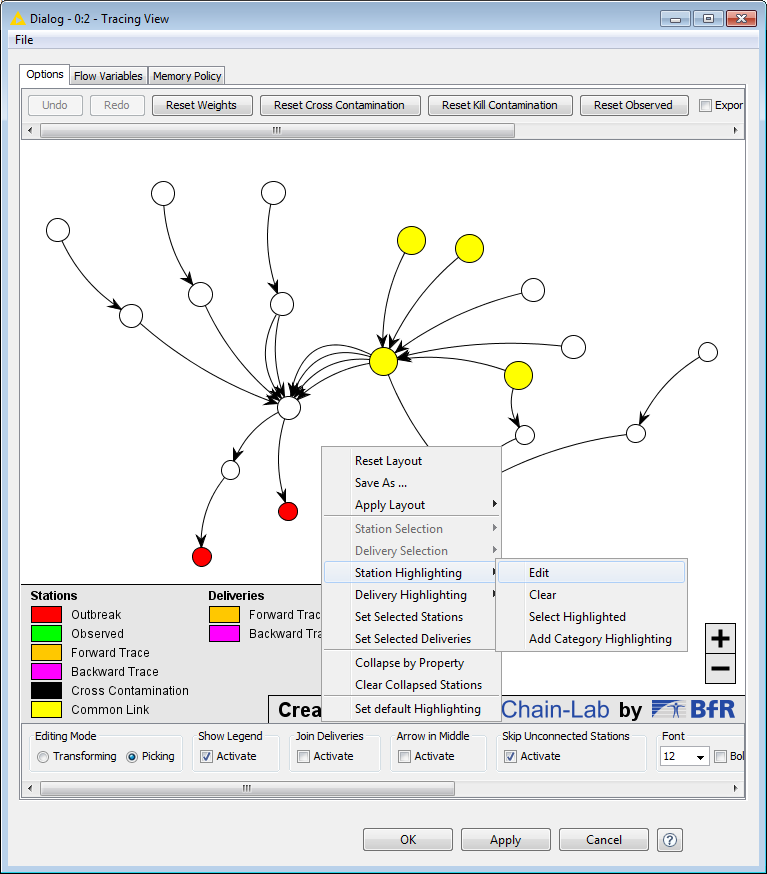 Dialog - 0:2 - Tracing View
File
Options Flow Variables Memory Policy
Undo Redo Reset Weights Reset Cross Contamination Reset Kill Contamination Reset Observed Expor
Reset Layout
Save As ...
Apply Layout
Station Selection
Delivery Selection
Station Highlighting
Delivery Highlighting
Set Selected Stations
Set Selected Deliveries
Collapse by Property
Clear Collapsed Stations
Set default Highlighting
Edit
Clear
Select Highlighted
Add Category Highlighting
Stations Deliveries
Outbreak Forward Trac
Observed Backward Tra
Forward Trace
Backward Trace
Cross Contamination
Common Link
+
−
Crea Chain-Lab by BfR
Editing Mode Show Legend Join Deliveries Arrow in Middle Skip Unconnected Stations Font
Transforming Picking Activate Activate Activate Activate 12 Bol
OK Apply Cancel ?